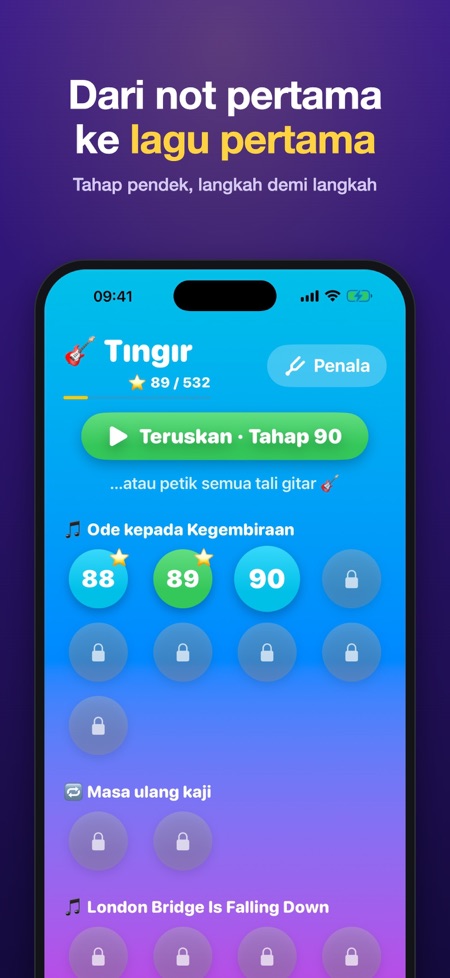 Dari not pertama
ke lagu pertama
Tahap pendek, langkah demi langkah
09:41
Tıngır
Penala
89 / 532
Teruskan · Tahap 90
...atau petik semua tali gitar
Ode kepada Kegembiraan
88
89
90
Masa ulang kaji
London Bridge Is Falling Down